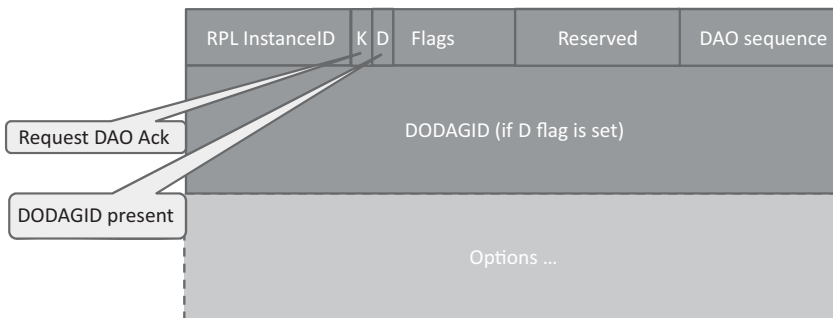 RPL InstanceID K D Flags Reserved DAO sequence
Request DAO Ack
DODAGID (if D flag is set)
DODAGID present
Options ...